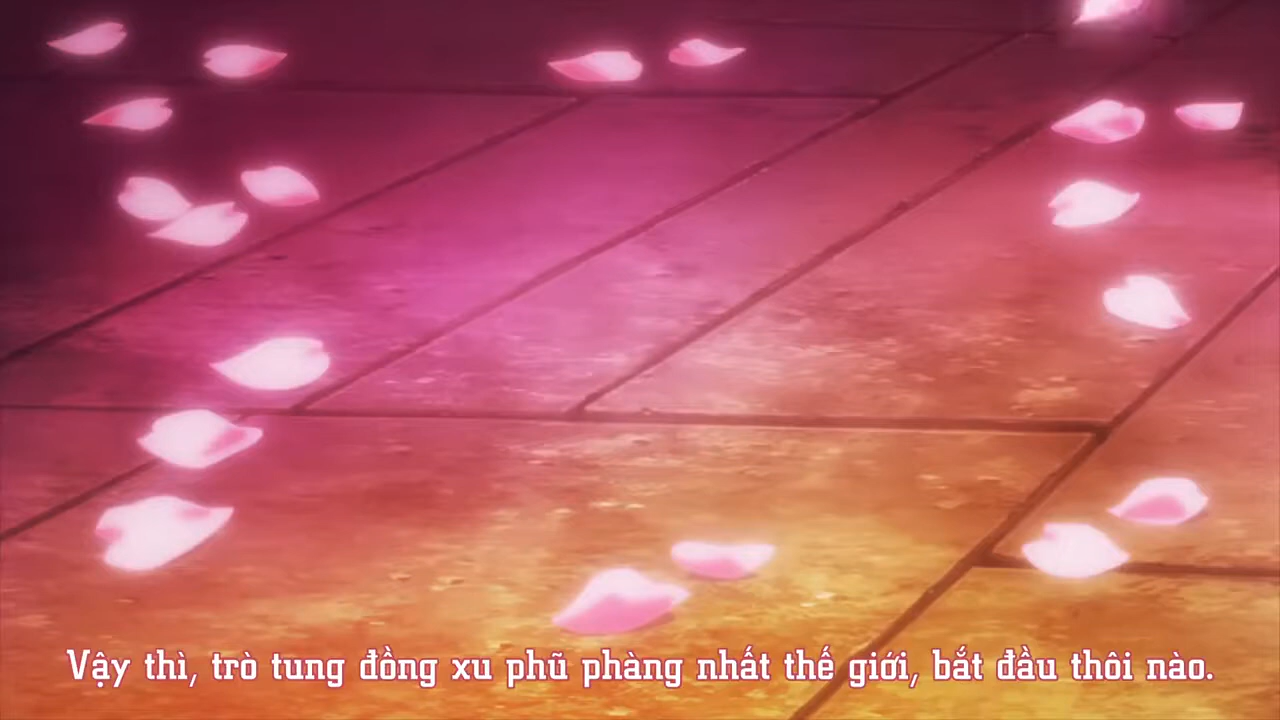 Vậy thì, trò tung đồng xu phũ phàng nhất thế giới, bắt đầu thôi nào.